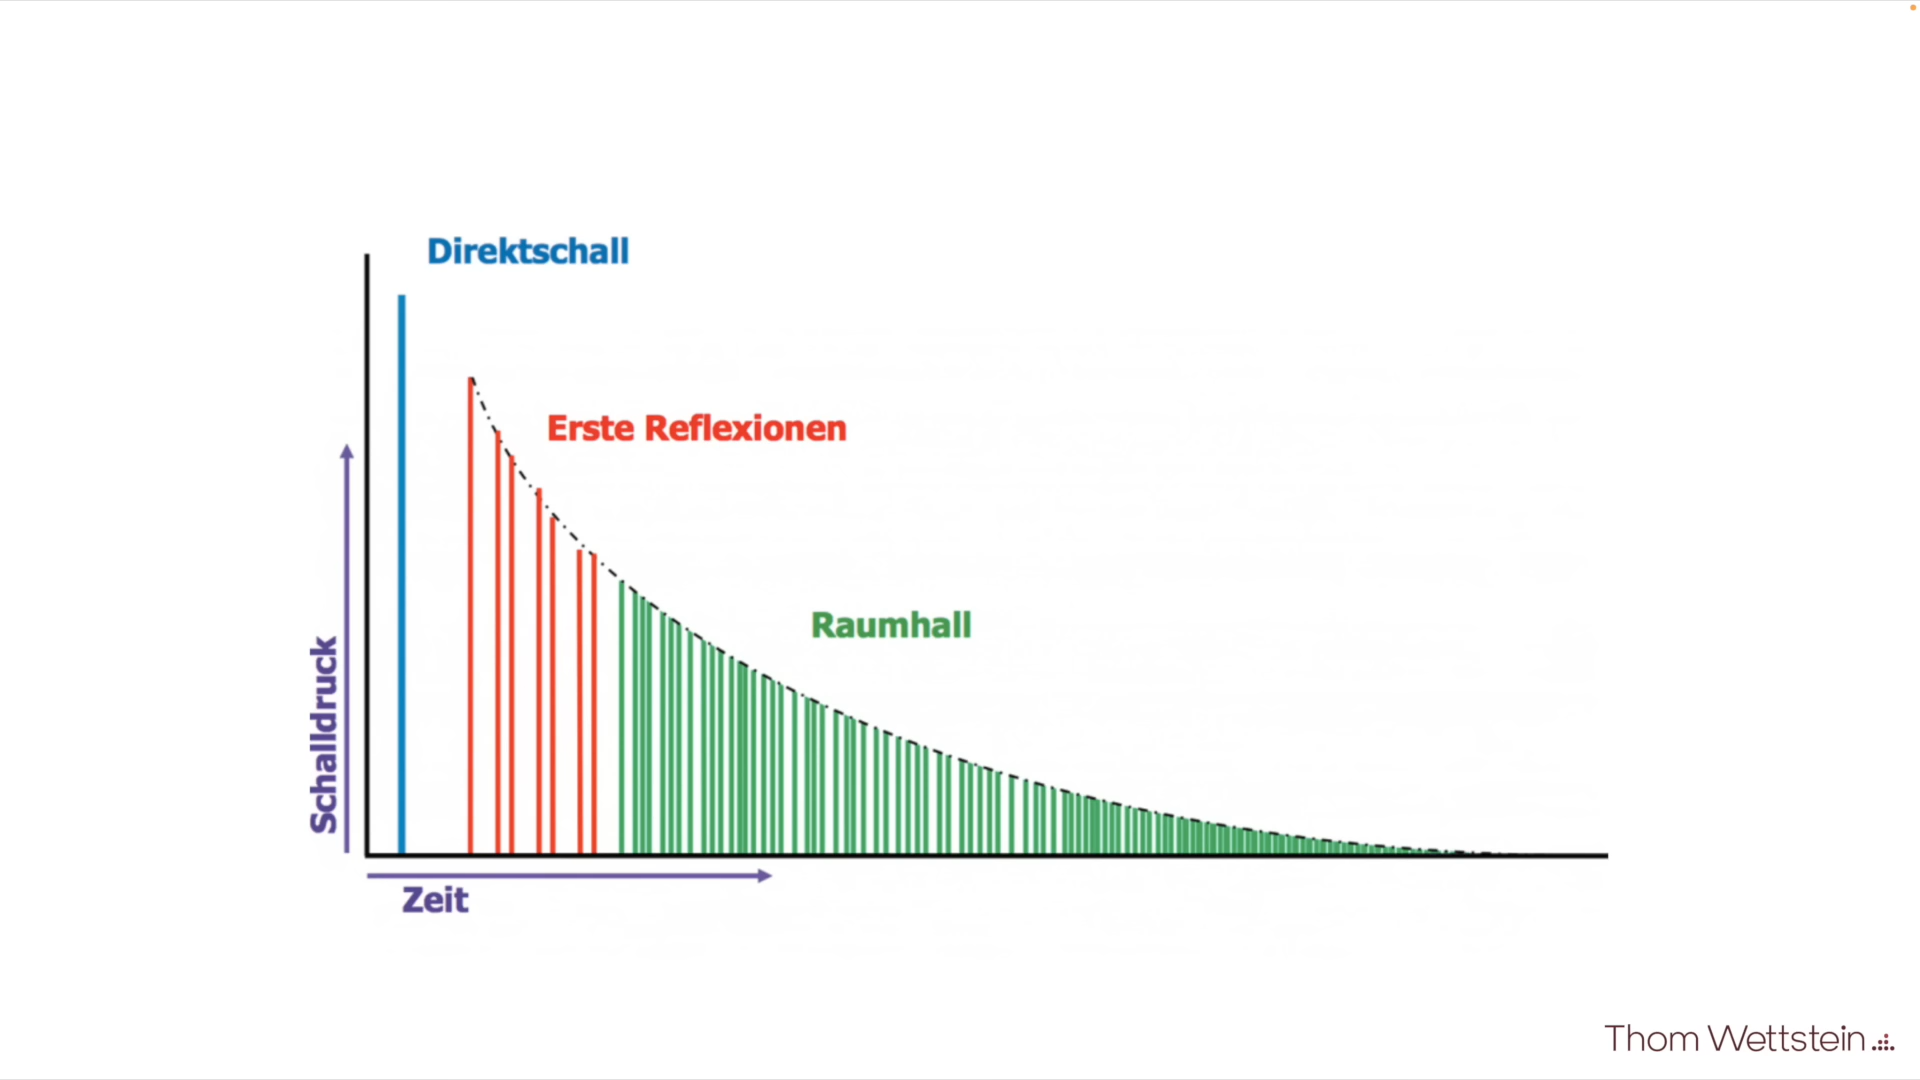 Direktschall
Erste Reflexionen
Raumhall
Schalldruck
Zeit
Thom Wettstein